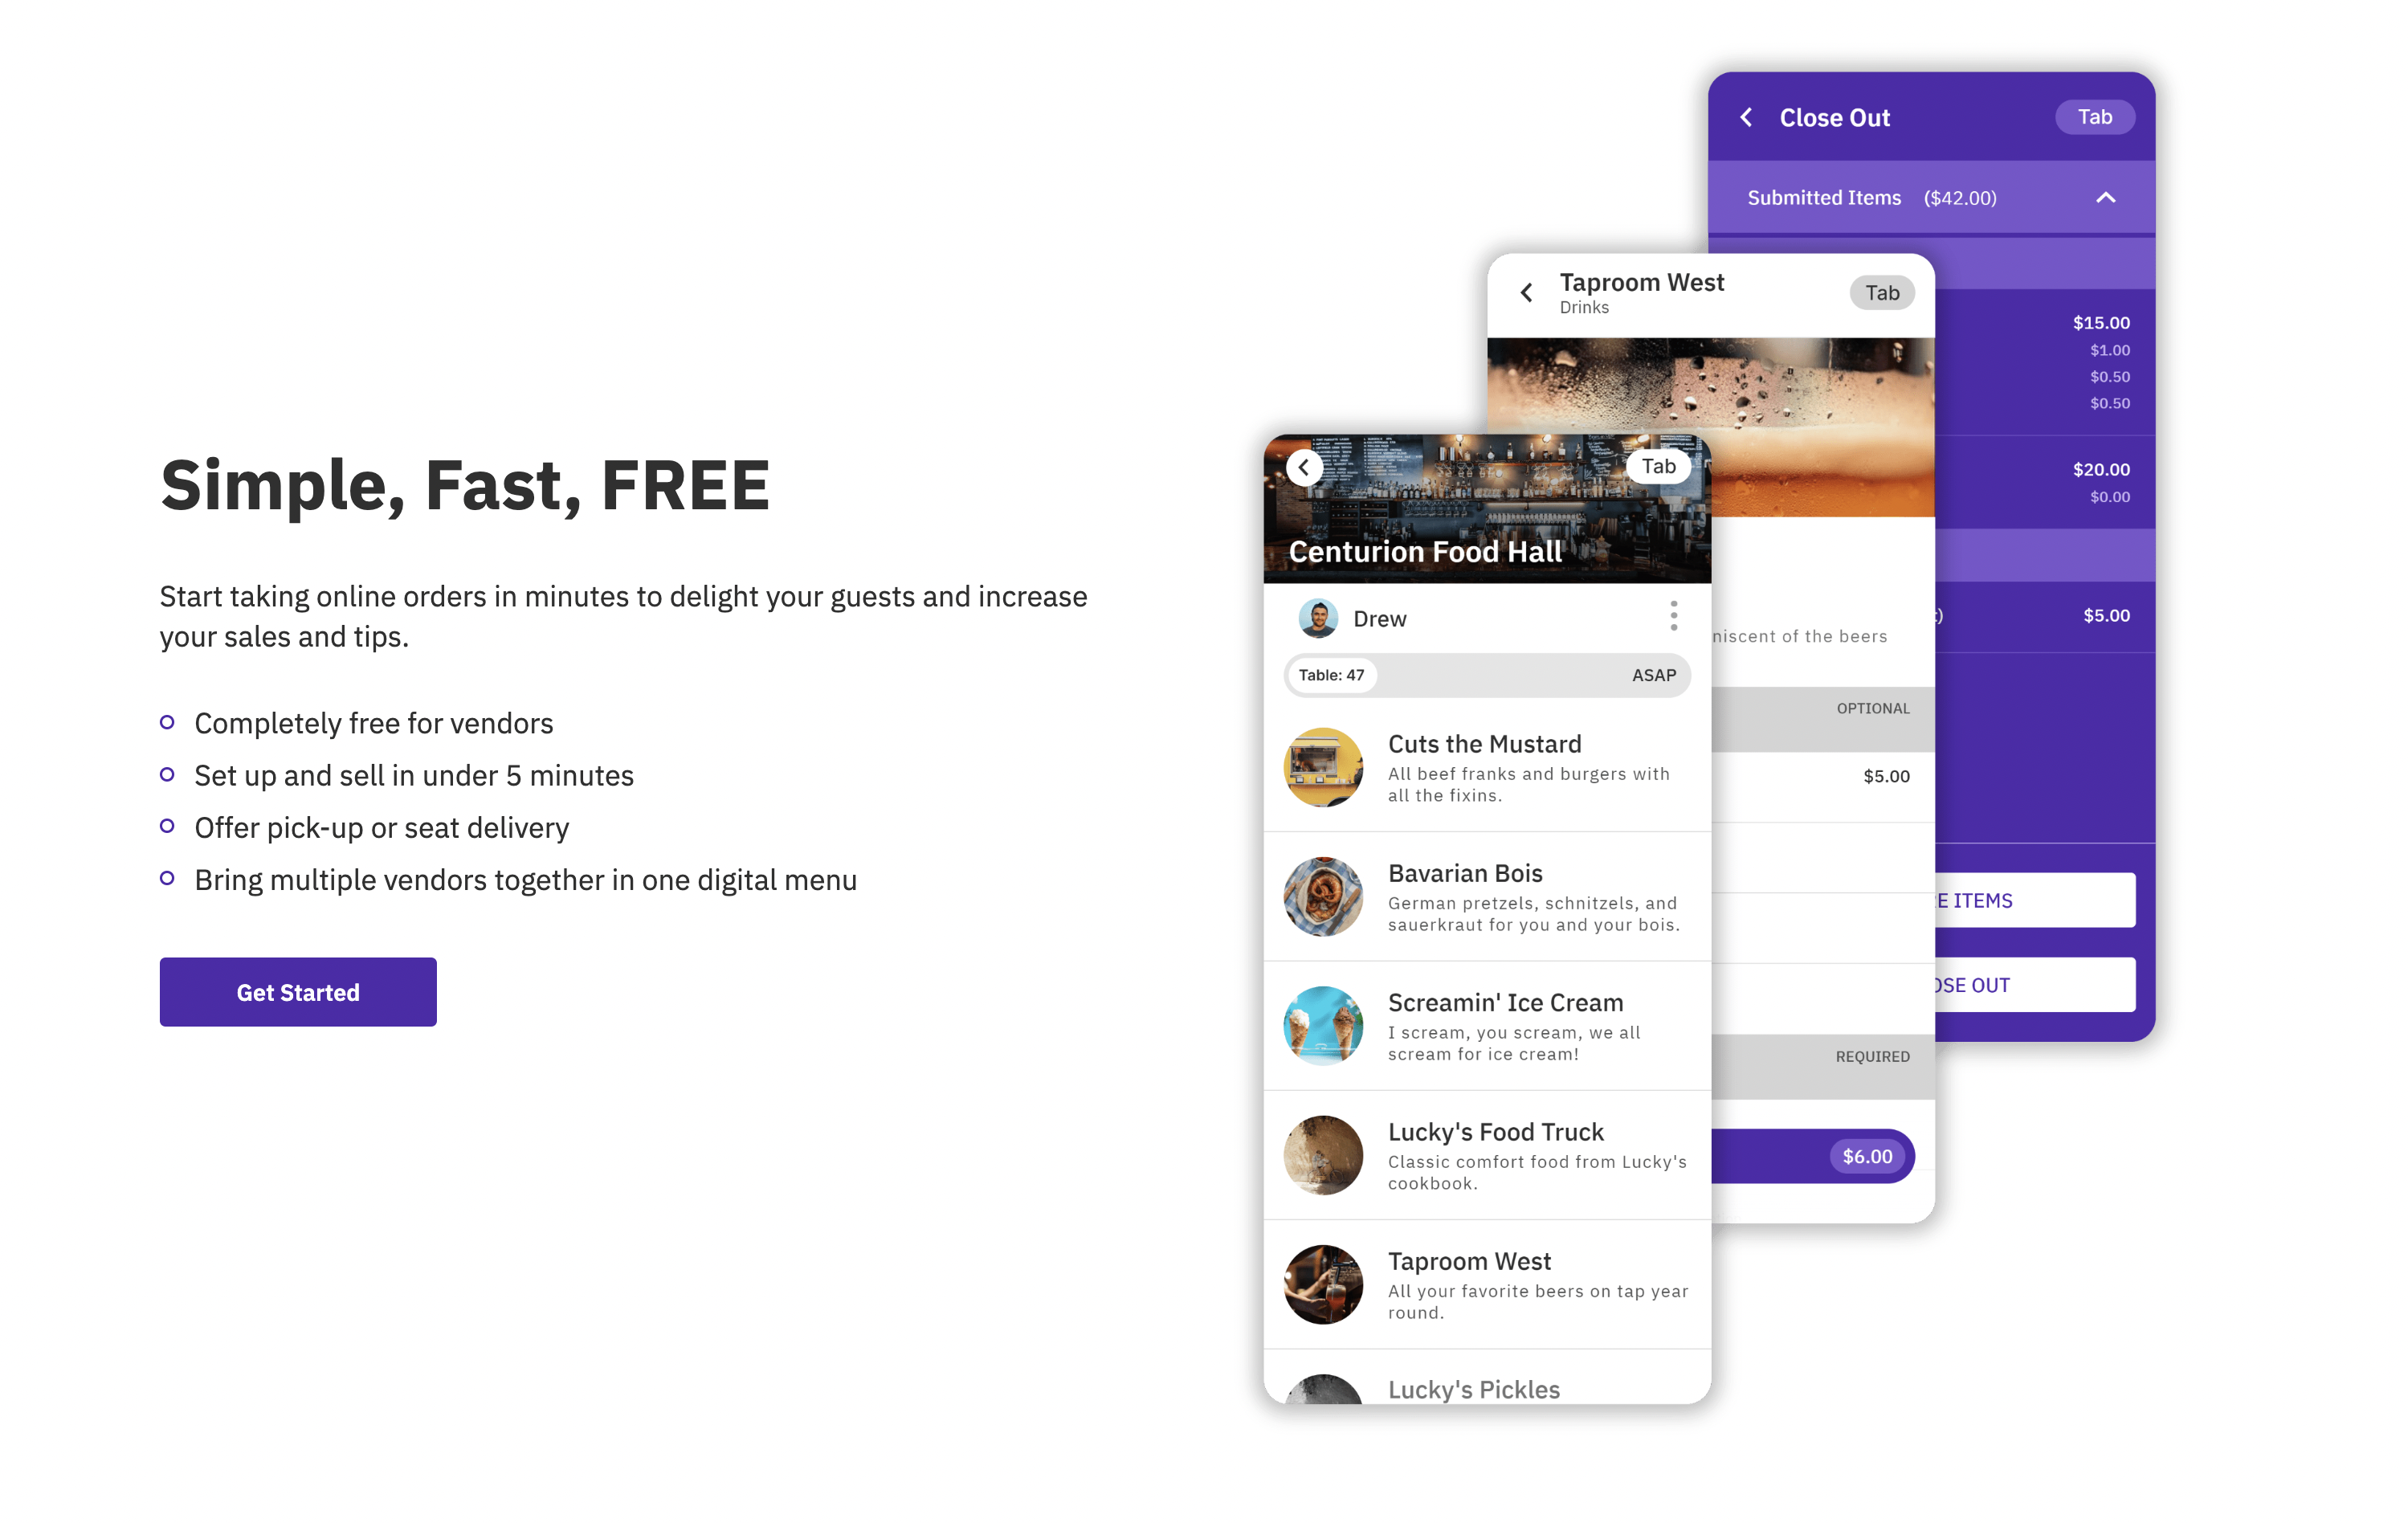 Simple, Fast, FREE
Start taking online orders in minutes to delight your guests and increase
your sales and tips.
Completely free for vendors
Set up and sell in under 5 minutes
Offer pick-up or seat delivery
Bring multiple vendors together in one digital menu
Get Started
Close Out
Tab
Submitted Items ($42.00)
$15.00
$1.00
$0.50
$0.50
$20.00
$0.00
$5.00
ITEMS
OUT
Taproom West
Drinks
Tab
of the beers
OPTIONAL
$5.00
REQUIRED
$6.00
Tab
Centurion Food Hall
Drew
Table: 47
ASAP
Cuts the Mustard
All beef franks and burgers with
all the fixins.
Bavarian Bois
German pretzels, schnitzels, and
sauerkraut for you and your bois.
Screamin' Ice Cream
I scream, you scream, we all
scream for ice cream!
Lucky's Food Truck
Classic comfort food from Lucky's
cookbook.
Taproom West
All your favorite beers on tap year
round.
Lucky's Pickles